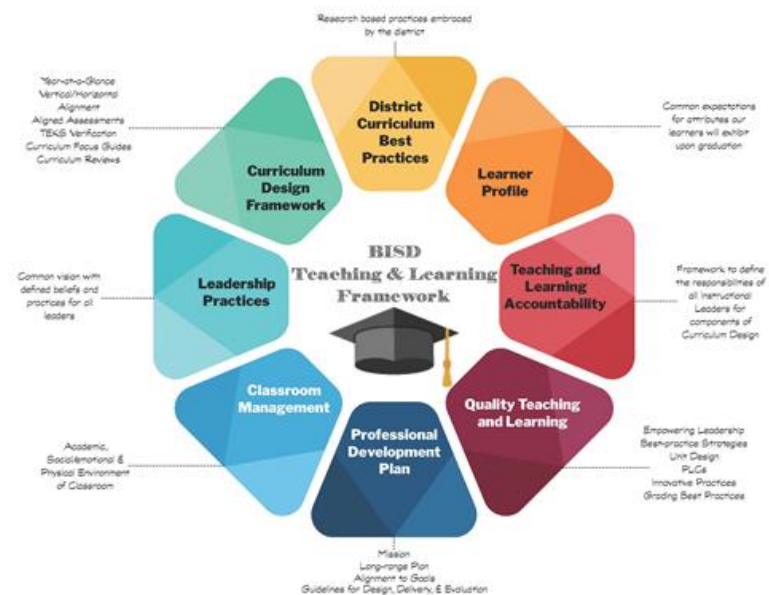 Research based practices embraced
by the district
District
Curriculum
Best
Practices
Common expectations
for attributes our
learners will exhibit
upon graduation
Learner
Profile
Framework to define
the responsibilities of
all Instructional
Leaders for
components of
Curriculum Design
Teaching and
Learning
Accountability
Quality Teaching
and Learning
Empowering Leadership
Best-practice Strategies
Unit Design
PLCs
Innovative Practices
Grading Best Practices
Professional
Development
Plan
Mission
Long-range Plan
Alignment to Goals
Guidelines for Design, Delivery, & Evaluation
Classroom
Management
Academic,
Social/emotional &
Physical Environment
of Classroom
Leadership
Practices
Common vision with
defined beliefs and
practices for all
leaders
Curriculum
Design
Framework
Year-at-a-Glance
Vertical/Horizontal
Alignment
Aligned Assessments
TEKS Verification
Curriculum Focus Guides
Curriculum Reviews
BISD
Teaching & Learning
Framework